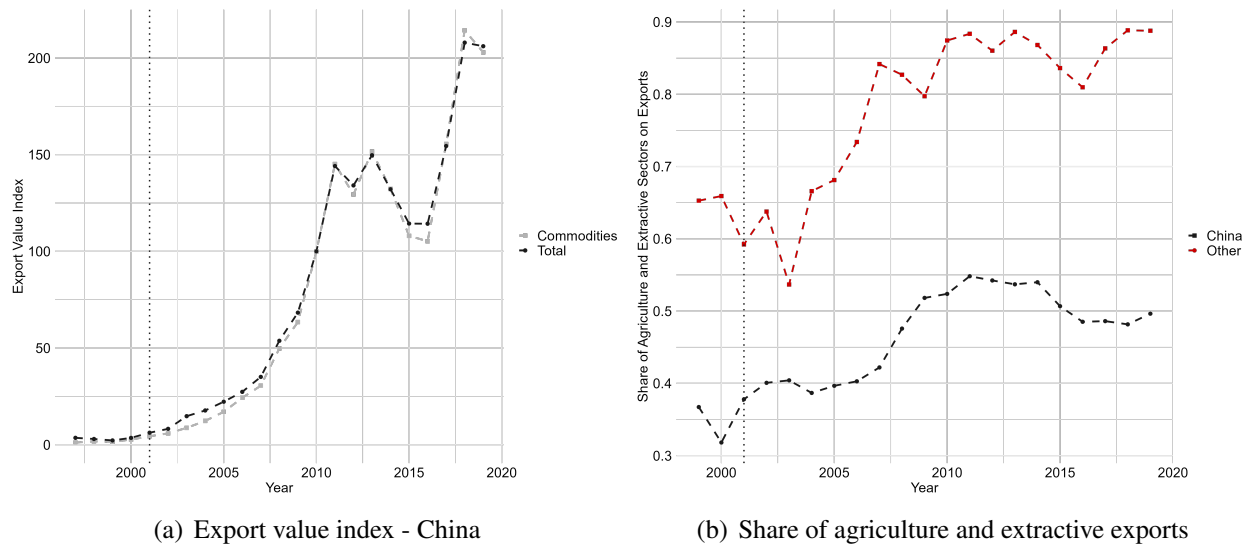 200
150
100
50
0
Export Value Index
2000
2005
2010
2015
2020
Year
Commodities
Total
(a) Export value index - China
0.9
0.8
0.7
0.6
0.5
0.4
0.3
Share of Agriculture and Extractive Sectors on Exports
2000
2005
2010
2015
2020
Year
China
Other
(b) Share of agriculture and extractive exports